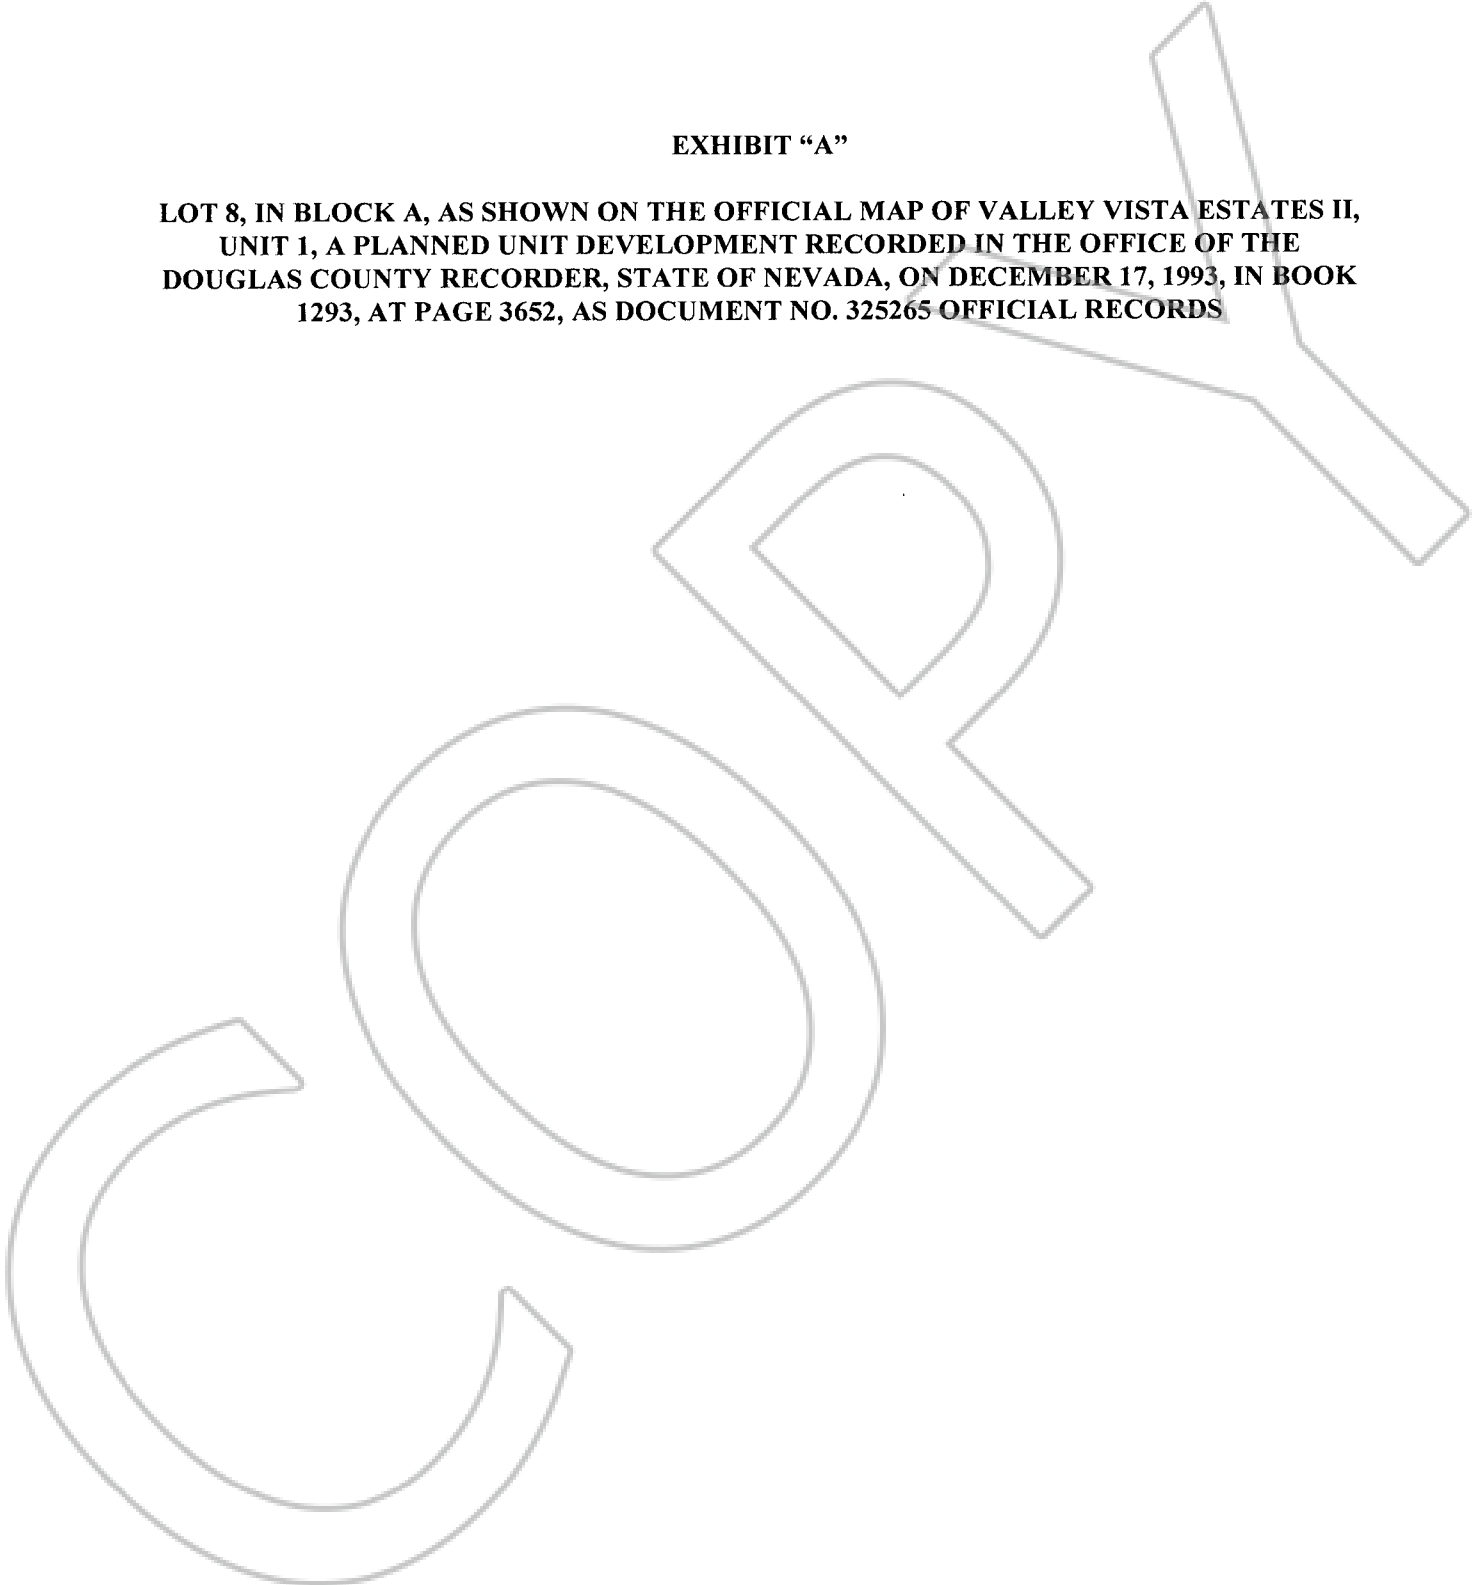 EXHIBIT “A”
LOT 8, IN BLOCK A, AS SHOWN ON THE OFFICIAL MAP OF VALLEY VISTA ESTATES II,
UNIT 1, A PLANNED UNIT DEVELOPMENT RECORDED IN THE OFFICE OF THE
DOUGLAS COUNTY RECORDER, STATE OF NEVADA, ON DECEMBER 17, 1993, IN BOOK
1293, AT PAGE 3652, AS DOCUMENT NO. 325265 OFFICIAL RECORDS
COPY